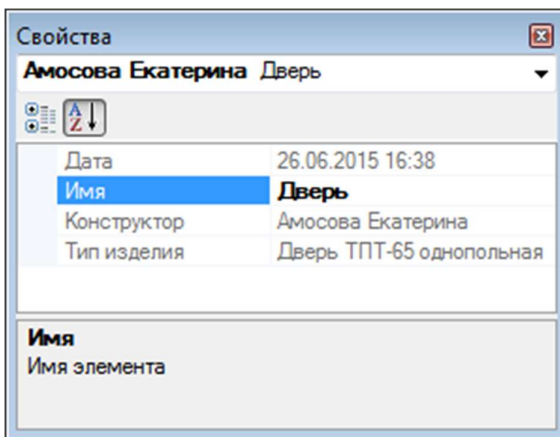 Свойства
Амосова Екатерина Дверь
Дата 26.06.2015 16:38
Имя Дверь
Конструктор Амосова Екатерина
Тип изделия Дверь ТПТ-65 однопольная
Имя
Имя элемента